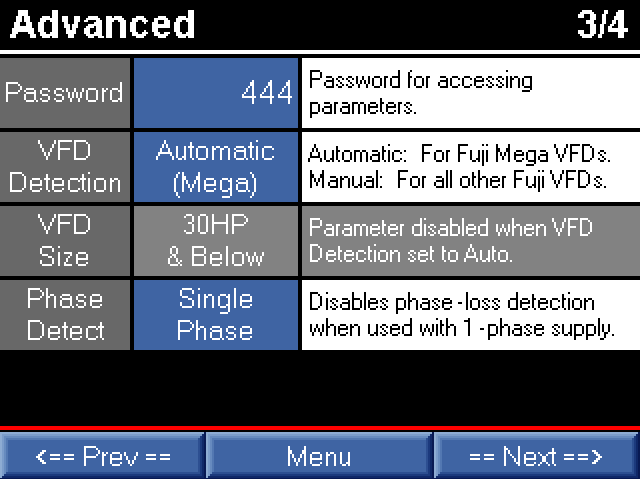 Advanced 3/4
Password 444 Password for accessing
parameters.
VFD
Detection
Automatic
(Mega)
Automatic: For Fuji Mega VFDs.
Manual: For all other Fuji VFDs.
VFD
Size
30HP
& Below
Parameter disabled when VFD
Detection set to Auto.
Phase
Detect
Single
Phase
Disables phase-loss detection
when used with 1-phase supply.
<== Prev == Menu == Next ==>